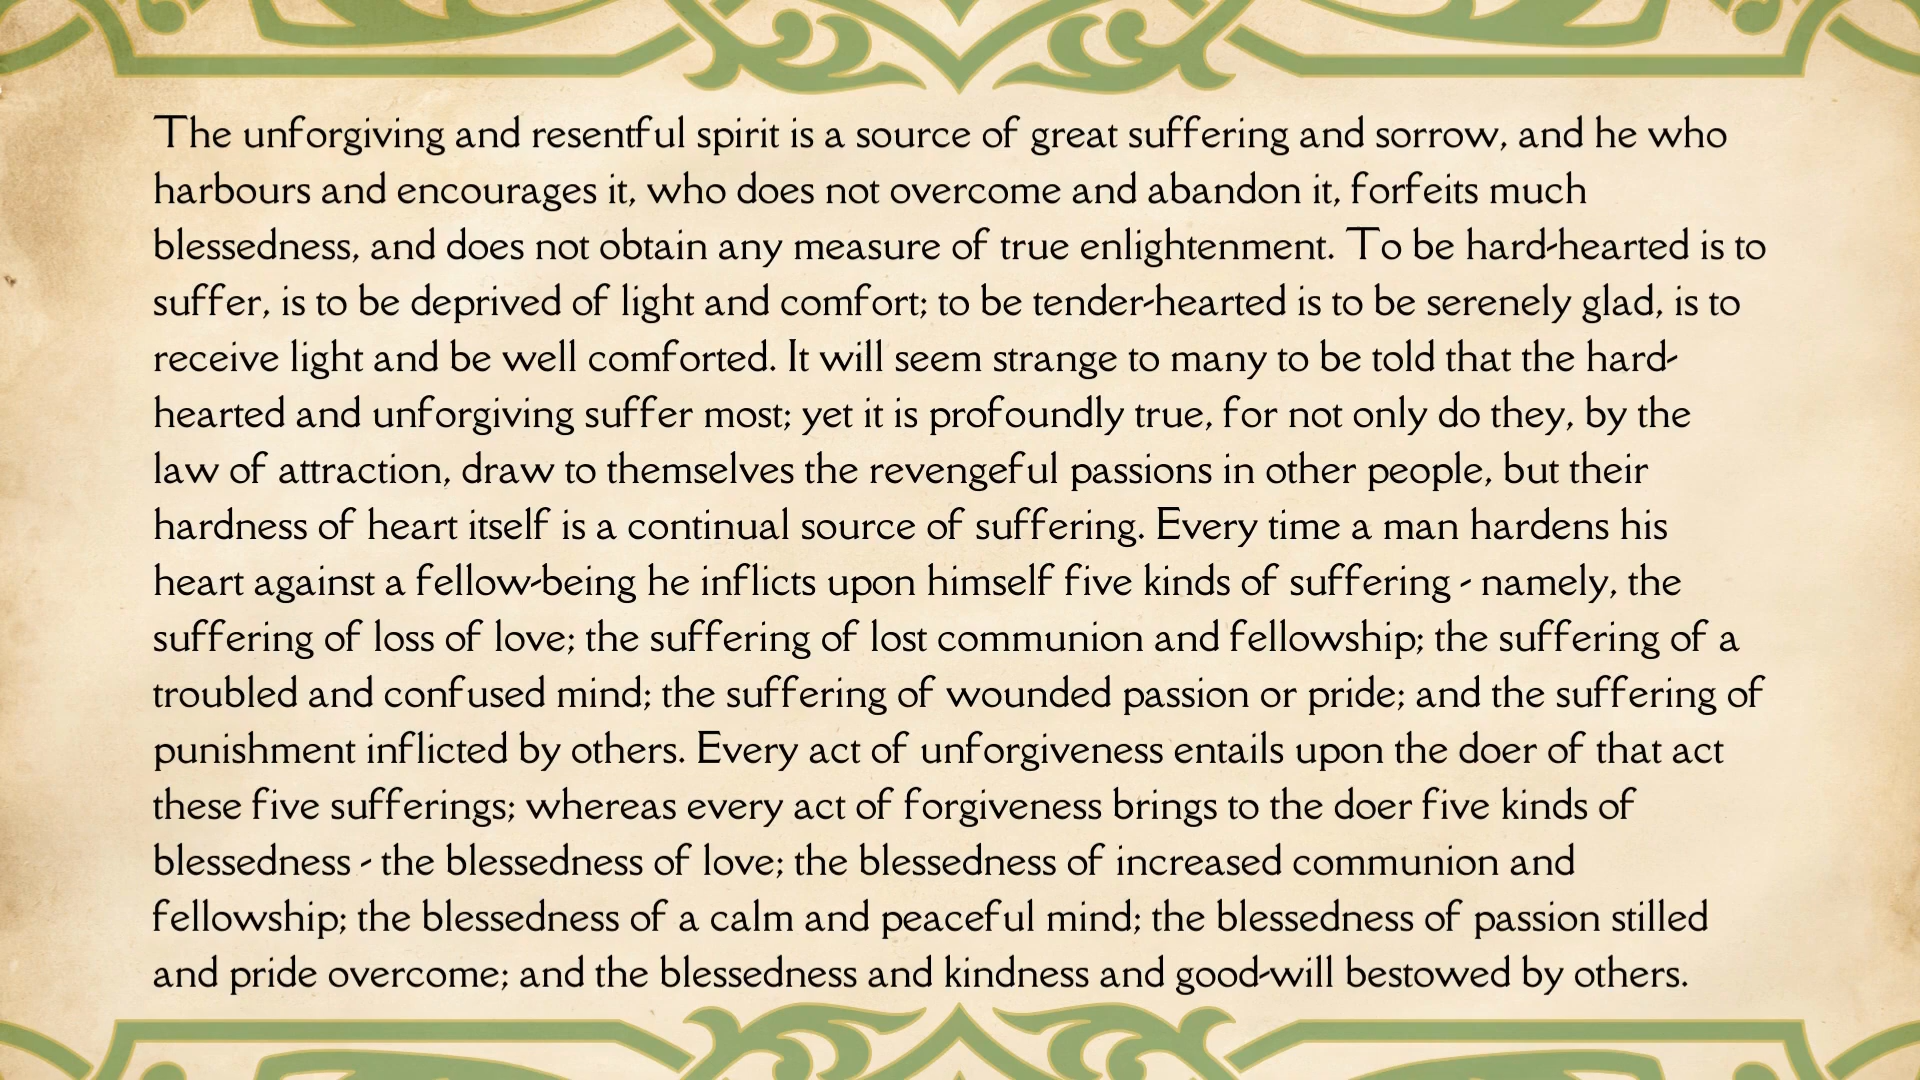 The unforgiving and resentful spirit is a source of great suffering and sorrow, and he who
harbours and encourages it, who does not overcome and abandon it, forfeits much
blessedness, and does not obtain any measure of true enlightenment. To be hard-hearted is to
suffer, is to be deprived of light and comfort; to be tender-hearted is to be serenely glad, is to
receive light and be well comforted. It will seem strange to many to be told that the hard-
hearted and unforgiving suffer most; yet it is profoundly true, for not only do they, by the
law of attraction, draw to themselves the revengeful passions in other people, but their
hardness of heart itself is a continual source of suffering. Every time a man hardens his
heart against a fellow-being he inflicts upon himself five kinds of suffering - namely, the
suffering of loss of love; the suffering of lost communion and fellowship; the suffering of a
troubled and confused mind; the suffering of wounded passion or pride; and the suffering of
punishment inflicted by others. Every act of unforgiveness entails upon the doer of that act
these five sufferings; whereas every act of forgiveness brings to the doer five kinds of
blessedness - the blessedness of love; the blessedness of increased communion and
fellowship; the blessedness of a calm and peaceful mind; the blessedness of passion stilled
and pride overcome; and the blessedness and kindness and good-will bestowed by others.